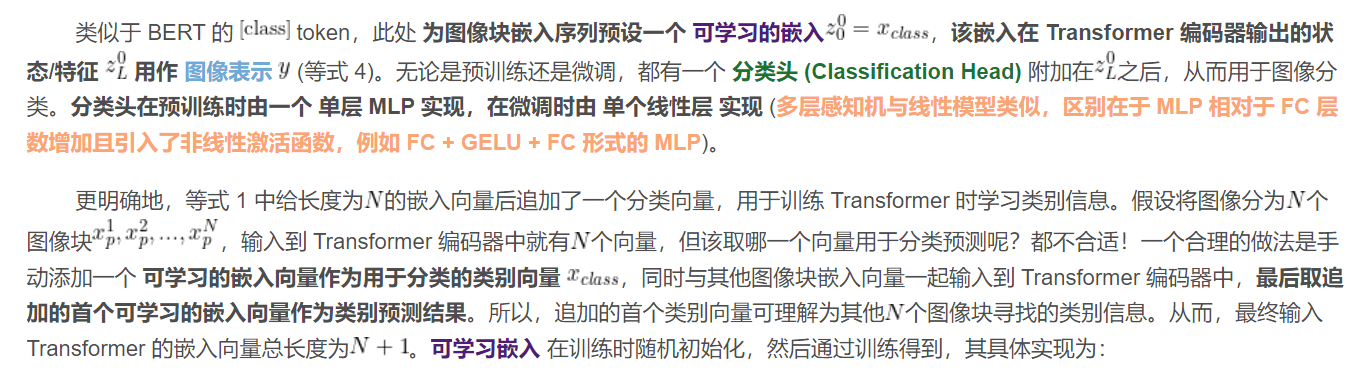 类似于 BERT 的 [class] token，此处 为图像块嵌入序列预设一个 可学习的嵌入 $z_0^0 = x_{class}$，该嵌入在 Transformer 编码器输出的状
态/特征 $z_L^0$ 用作 图像表示 $y$ (等式 4)。无论是预训练还是微调，都有一个 分类头 (Classification Head) 附加在 $z_L^0$ 之后，从而用于图像分
类。分类头在预训练时由一个 单层 MLP 实现，在微调时由 单个线性层 实现 (多层感知机与线性模型类似，区别在于 MLP 相对于 FC 层
数增加且引入了非线性激活函数，例如 FC + GELU + FC 形式的 MLP)。
更明确地，等式 1 中给长度为 $N$ 的嵌入向量后追加了一个分类向量，用于训练 Transformer 时学习类别信息。假设将图像分为 $N$ 个
图像块 $x_p^1, x_p^2, ..., x_p^N$，输入到 Transformer 编码器中就有 $N$ 个向量，但该取哪一个向量用于分类预测呢？都不合适！一个合理的做法是手
动添加一个 可学习的嵌入向量作为用于分类的类别向量 $x_{class}$，同时与其他图像块嵌入向量一起输入到 Transformer 编码器中，最后取追
加的首个可学习的嵌入向量作为类别预测结果。所以，追加的首个类别向量可理解为其他 $N$ 个图像块寻找的类别信息。从而，最终输入
Transformer 的嵌入向量总长度为 $N + 1$。可学习嵌入 在训练时随机初始化，然后通过训练得到，其具体实现为：